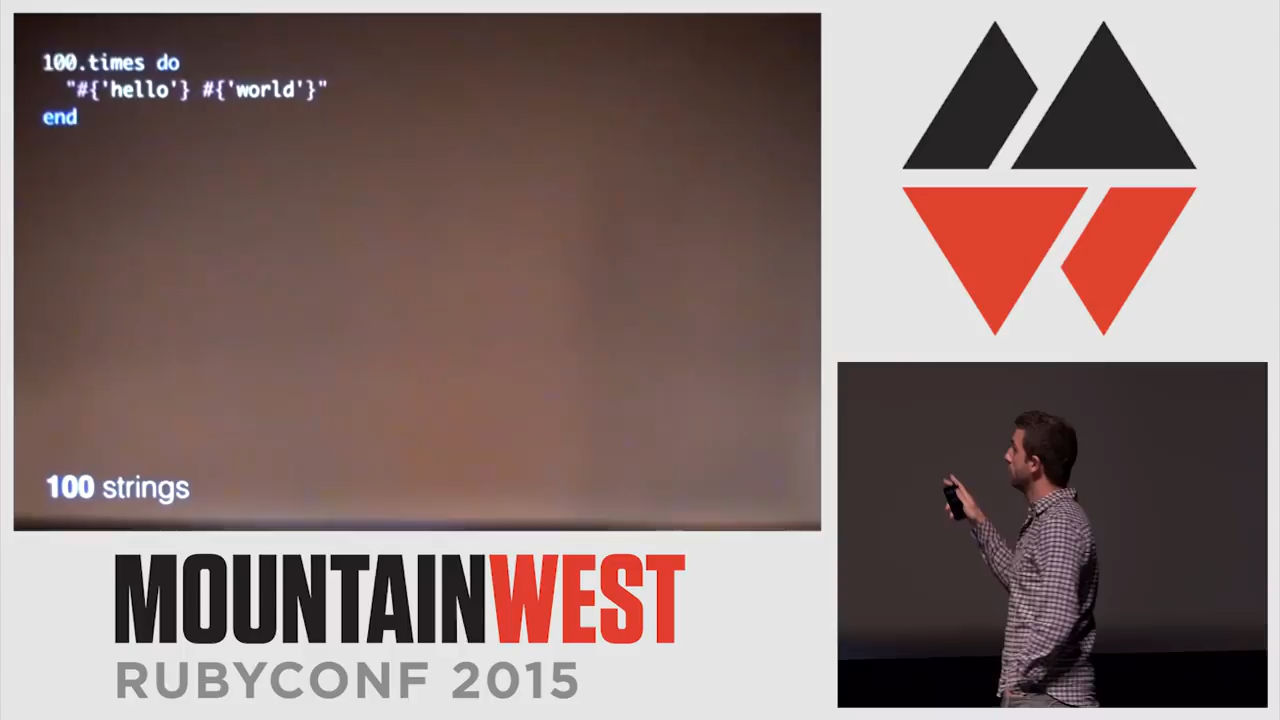 100.times do
"#{'hello'} #{'world'}"
end
100 strings
MOUNTAINWEST
RUBYCONF 2015